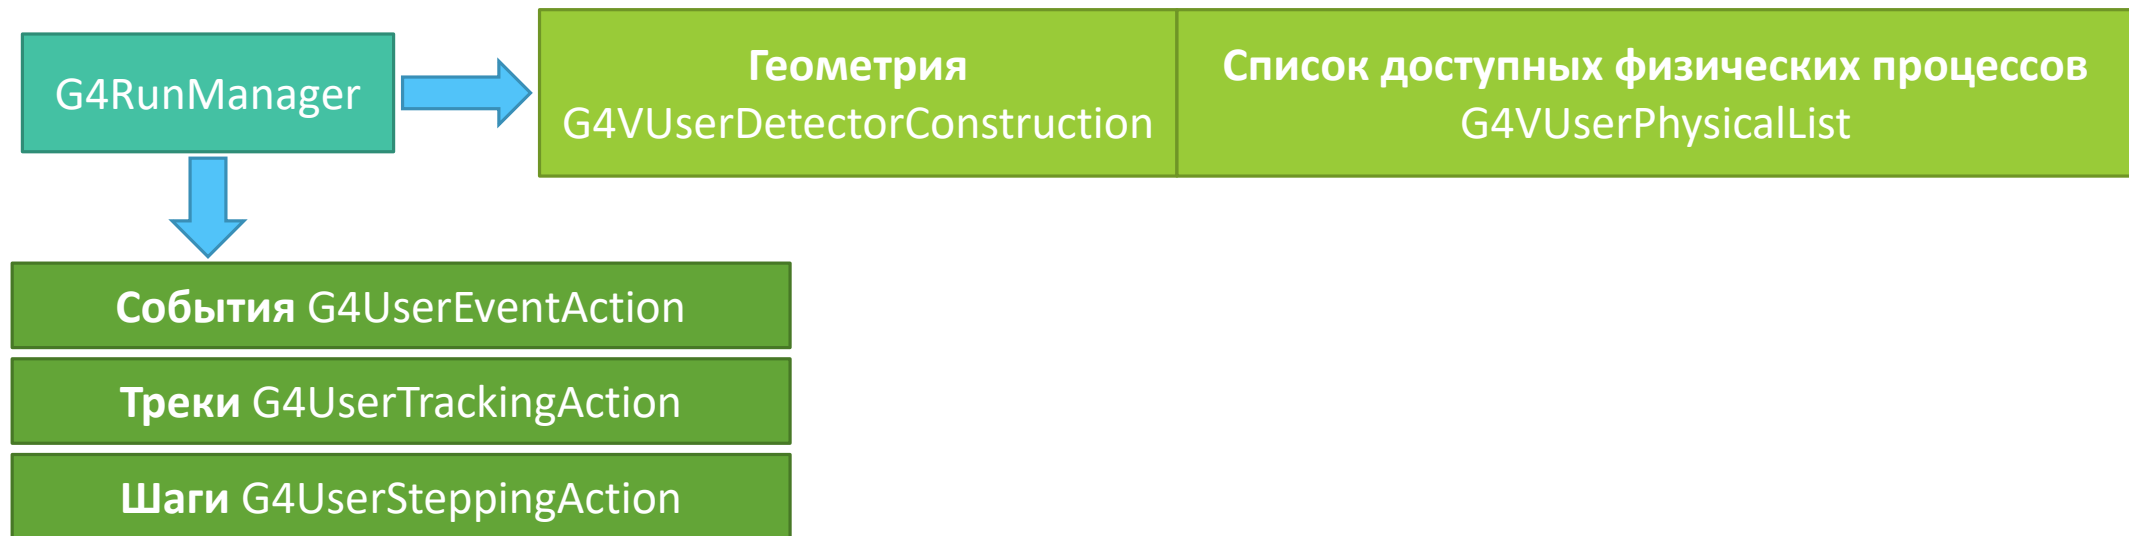 G4RunManager
Геометрия
G4VUserDetectorConstruction
Список доступных физических процессов
G4VUserPhysicalList
События G4UserEventAction
Треки G4UserTrackingAction
Шаги G4UserSteppingAction